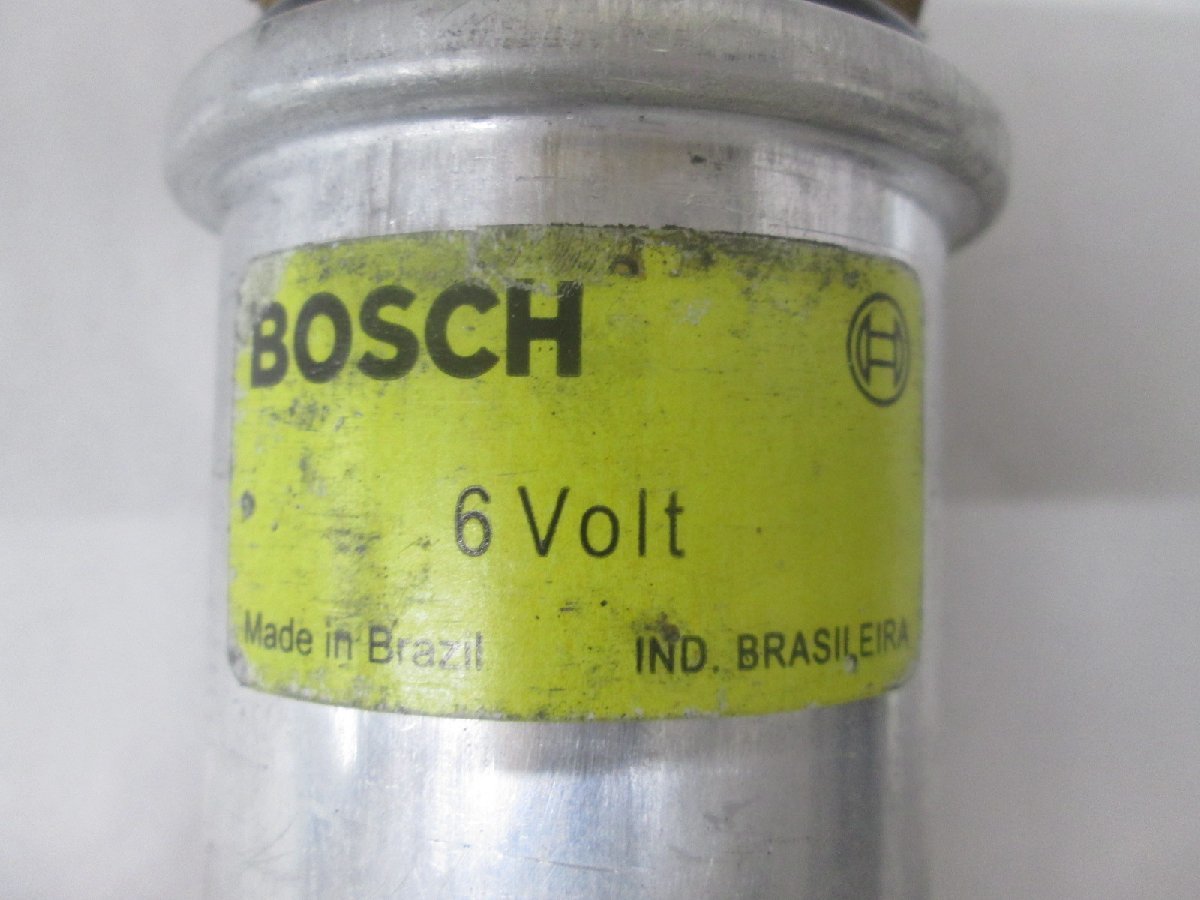 BOSCH
6 Volt
Made in Brazil IND. BRASILEIRA